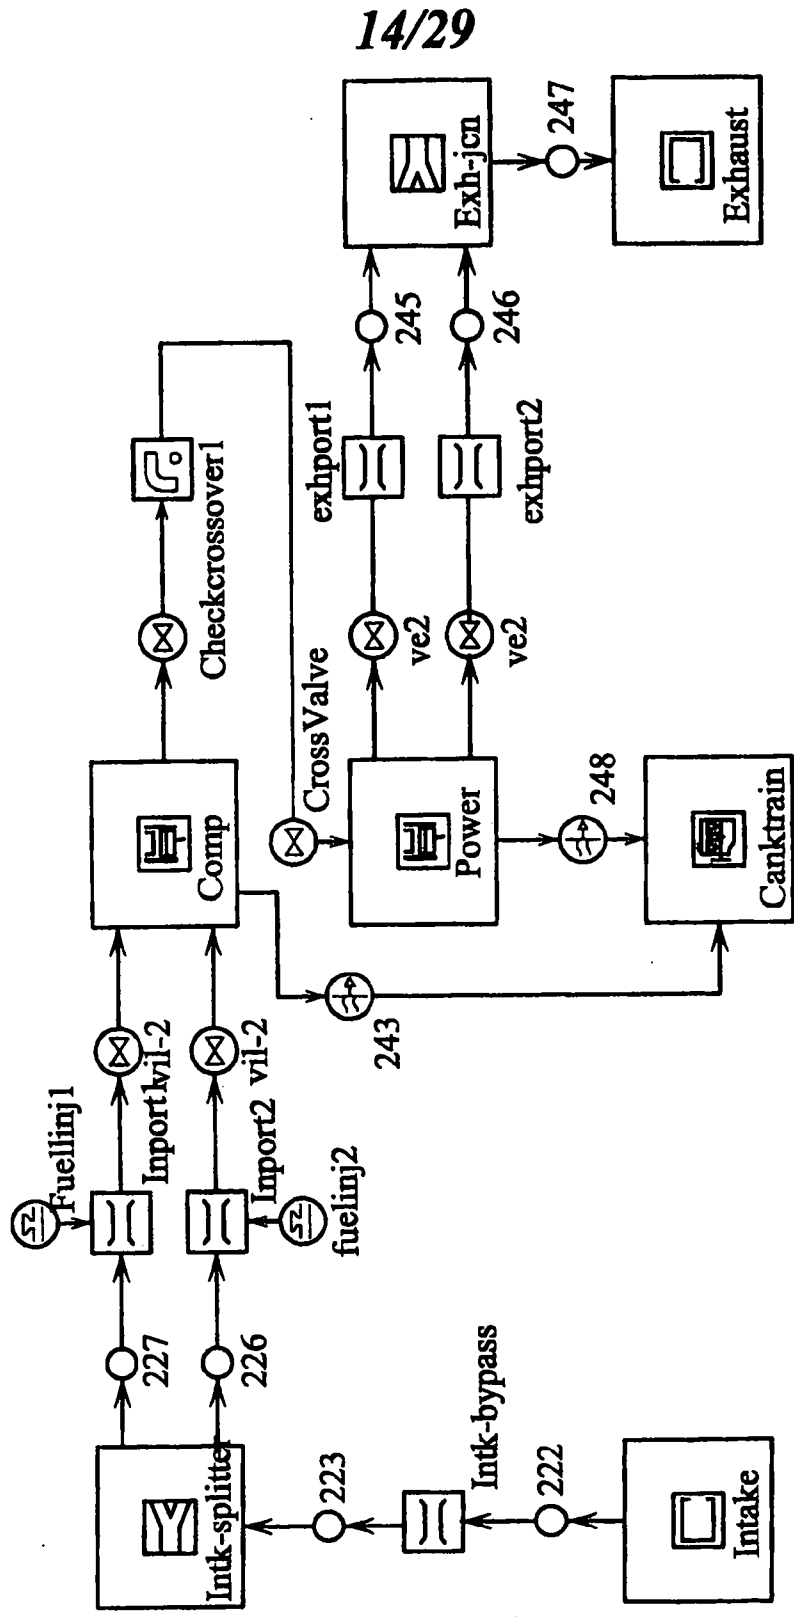 14/29
Intake
222
Intk-bypass
223
Intk-splitter
227
226
Fuellinj1
fuelinj2
Inport1
Inport2
vil-2
vil-2
Comp
243
Checkcrossover1
CrossValve
Power
248
Canktrain
ve2
ve2
exhport1
exhport2
245
246
Exh-jcn
247
Exhaust